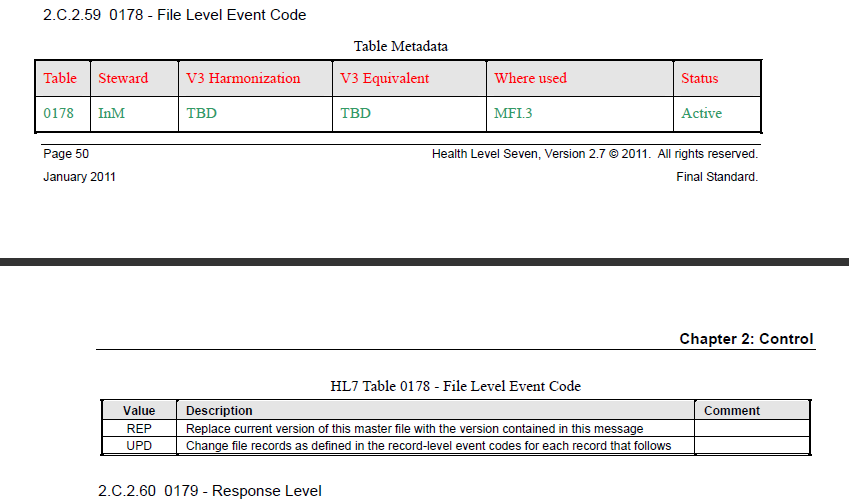 2.C.2.59 0178 - File Level Event Code
Table Metadata
Table Steward V3 Harmonization V3 Equivalent Where used Status
0178 InM TBD TBD MFI.3 Active
Page 50 Health Level Seven, Version 2.7 © 2011. All rights reserved.
January 2011 Final Standard.
Chapter 2: Control
HL7 Table 0178 - File Level Event Code
Value Description Comment
REP Replace current version of this master file with the version contained in this message
UPD Change file records as defined in the record-level event codes for each record that follows
2.C.2.60 0179 - Response Level